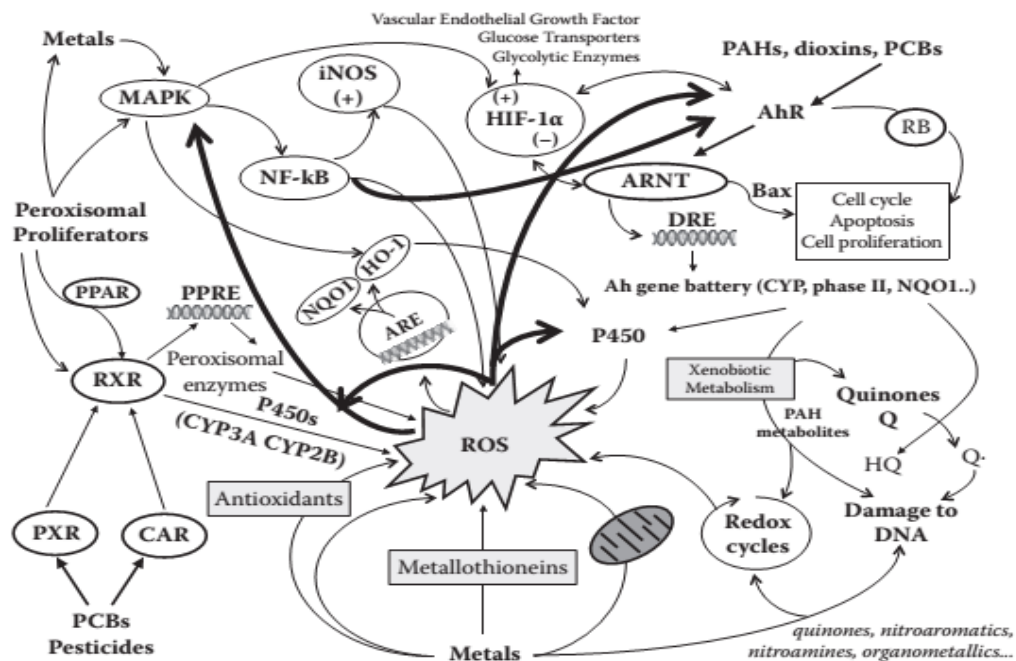 Vascular Endothelial Growth Factor
Glucose Transporters
Glycolytic Enzymes
Metals
PAHs, dioxins, PCBs
iNOS
(+)
MAPK
(+)
HIF-1α
(−)
AhR
RB
NF-kB
ARNT
Bax
Cell cycle
Apoptosis
Cell proliferation
Peroxisomal
Proliferators
DRE
HO-1
NQO1
PPAR
PPRE
Ah gene battery (CYP, phase II, NQO1..)
ARE
P450
Peroxisomal
enzymes
RXR
Xenobiotic
Metabolism
P450s
(CYP3A CYP2B)
Quinones
Q
PAH
metabolites
ROS
HQ
Q·
Antioxidants
PXR
CAR
Redox
cycles
Damage to
DNA
Metallothioneins
PCBs
Pesticides
Metals
quinones, nitroaromatics,
nitroamines, organometallics...